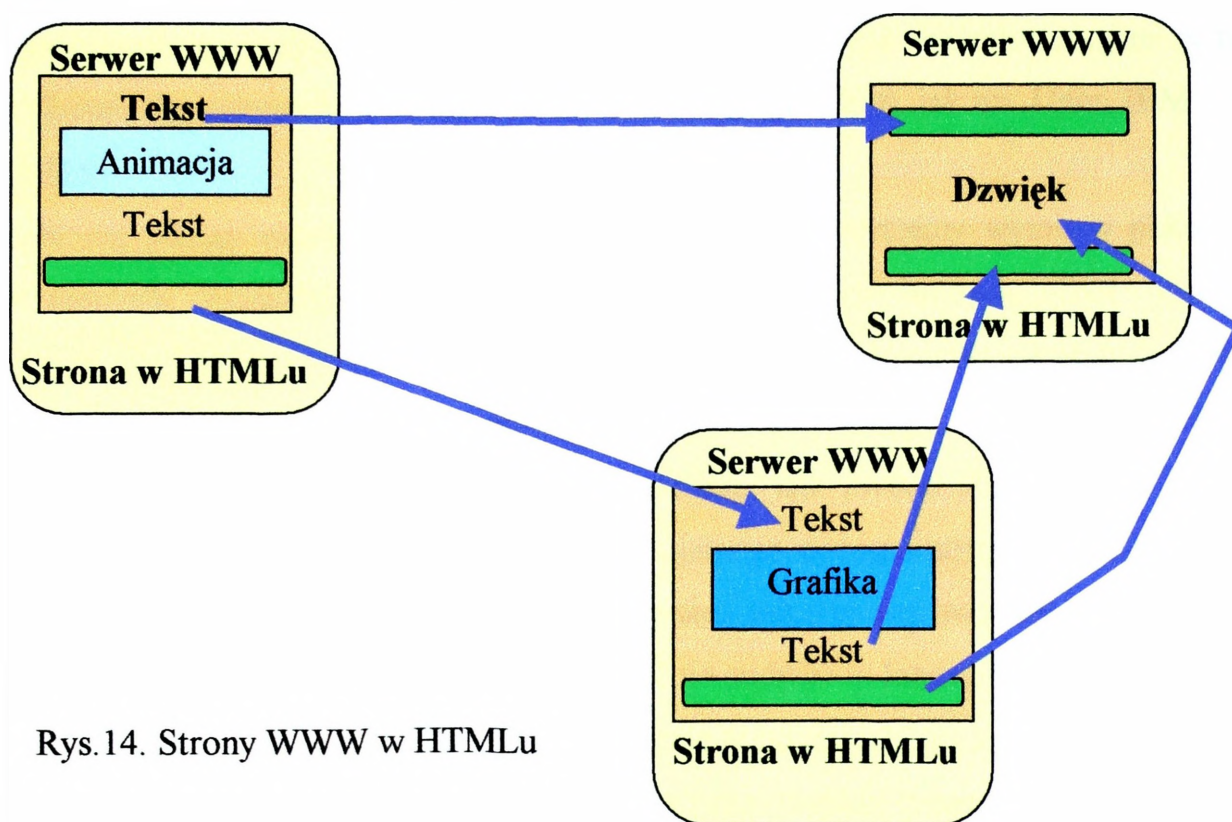 Serwer WWW
Tekst
Animacja
Tekst
Strona w HTMLu
Serwer WWW
Dzwięk
Strona w HTMLu
Serwer WWW
Tekst
Grafika
Tekst
Strona w HTMLu
Rys.14. Strony WWW w HTMLu